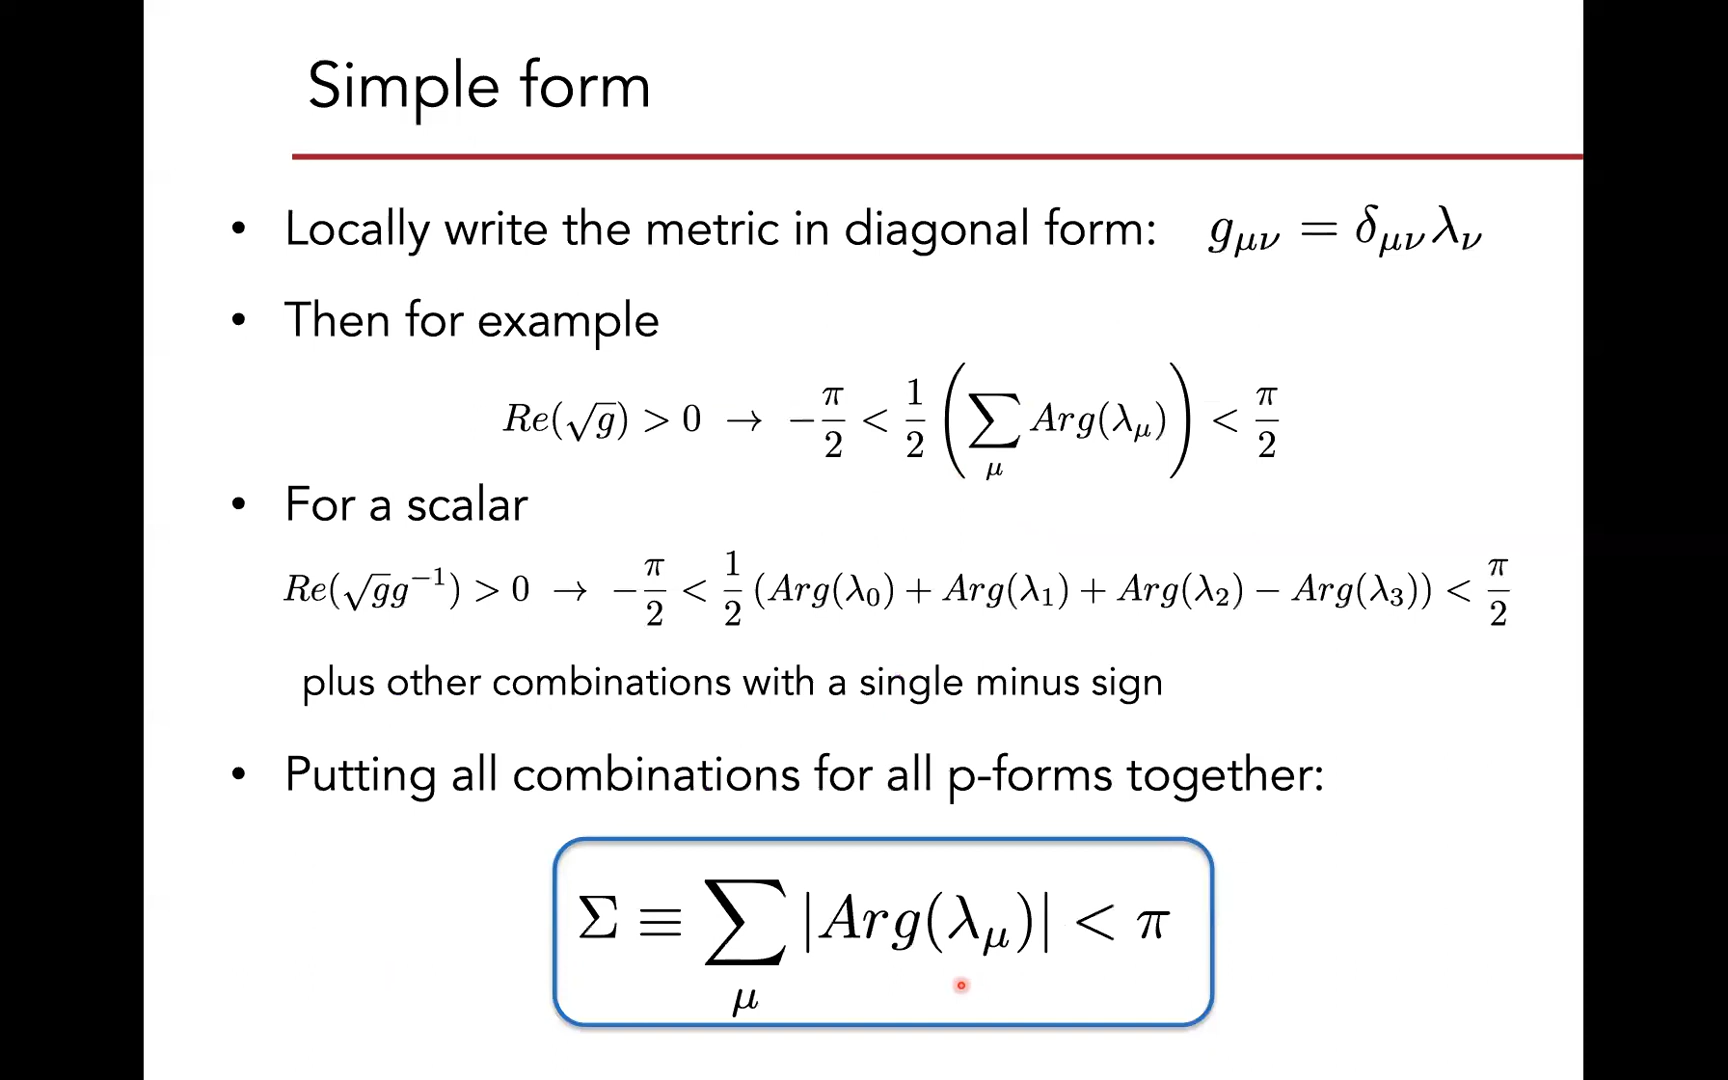 Simple form
• Locally write the metric in diagonal form: $g_{\mu\nu} = \delta_{\mu\nu}\lambda_{\nu}$
• Then for example
$Re(\sqrt{g}) > 0 \rightarrow -\frac{\pi}{2} < \frac{1}{2}\left(\sum_{\mu} Arg(\lambda_{\mu})\right) < \frac{\pi}{2}$
• For a scalar
$Re(\sqrt{g}g^{-1}) > 0 \rightarrow -\frac{\pi}{2} < \frac{1}{2}(Arg(\lambda_0) + Arg(\lambda_1) + Arg(\lambda_2) - Arg(\lambda_3)) < \frac{\pi}{2}$
plus other combinations with a single minus sign
• Putting all combinations for all p-forms together:
$\Sigma \equiv \sum_{\mu} |Arg(\lambda_{\mu})| < \pi$